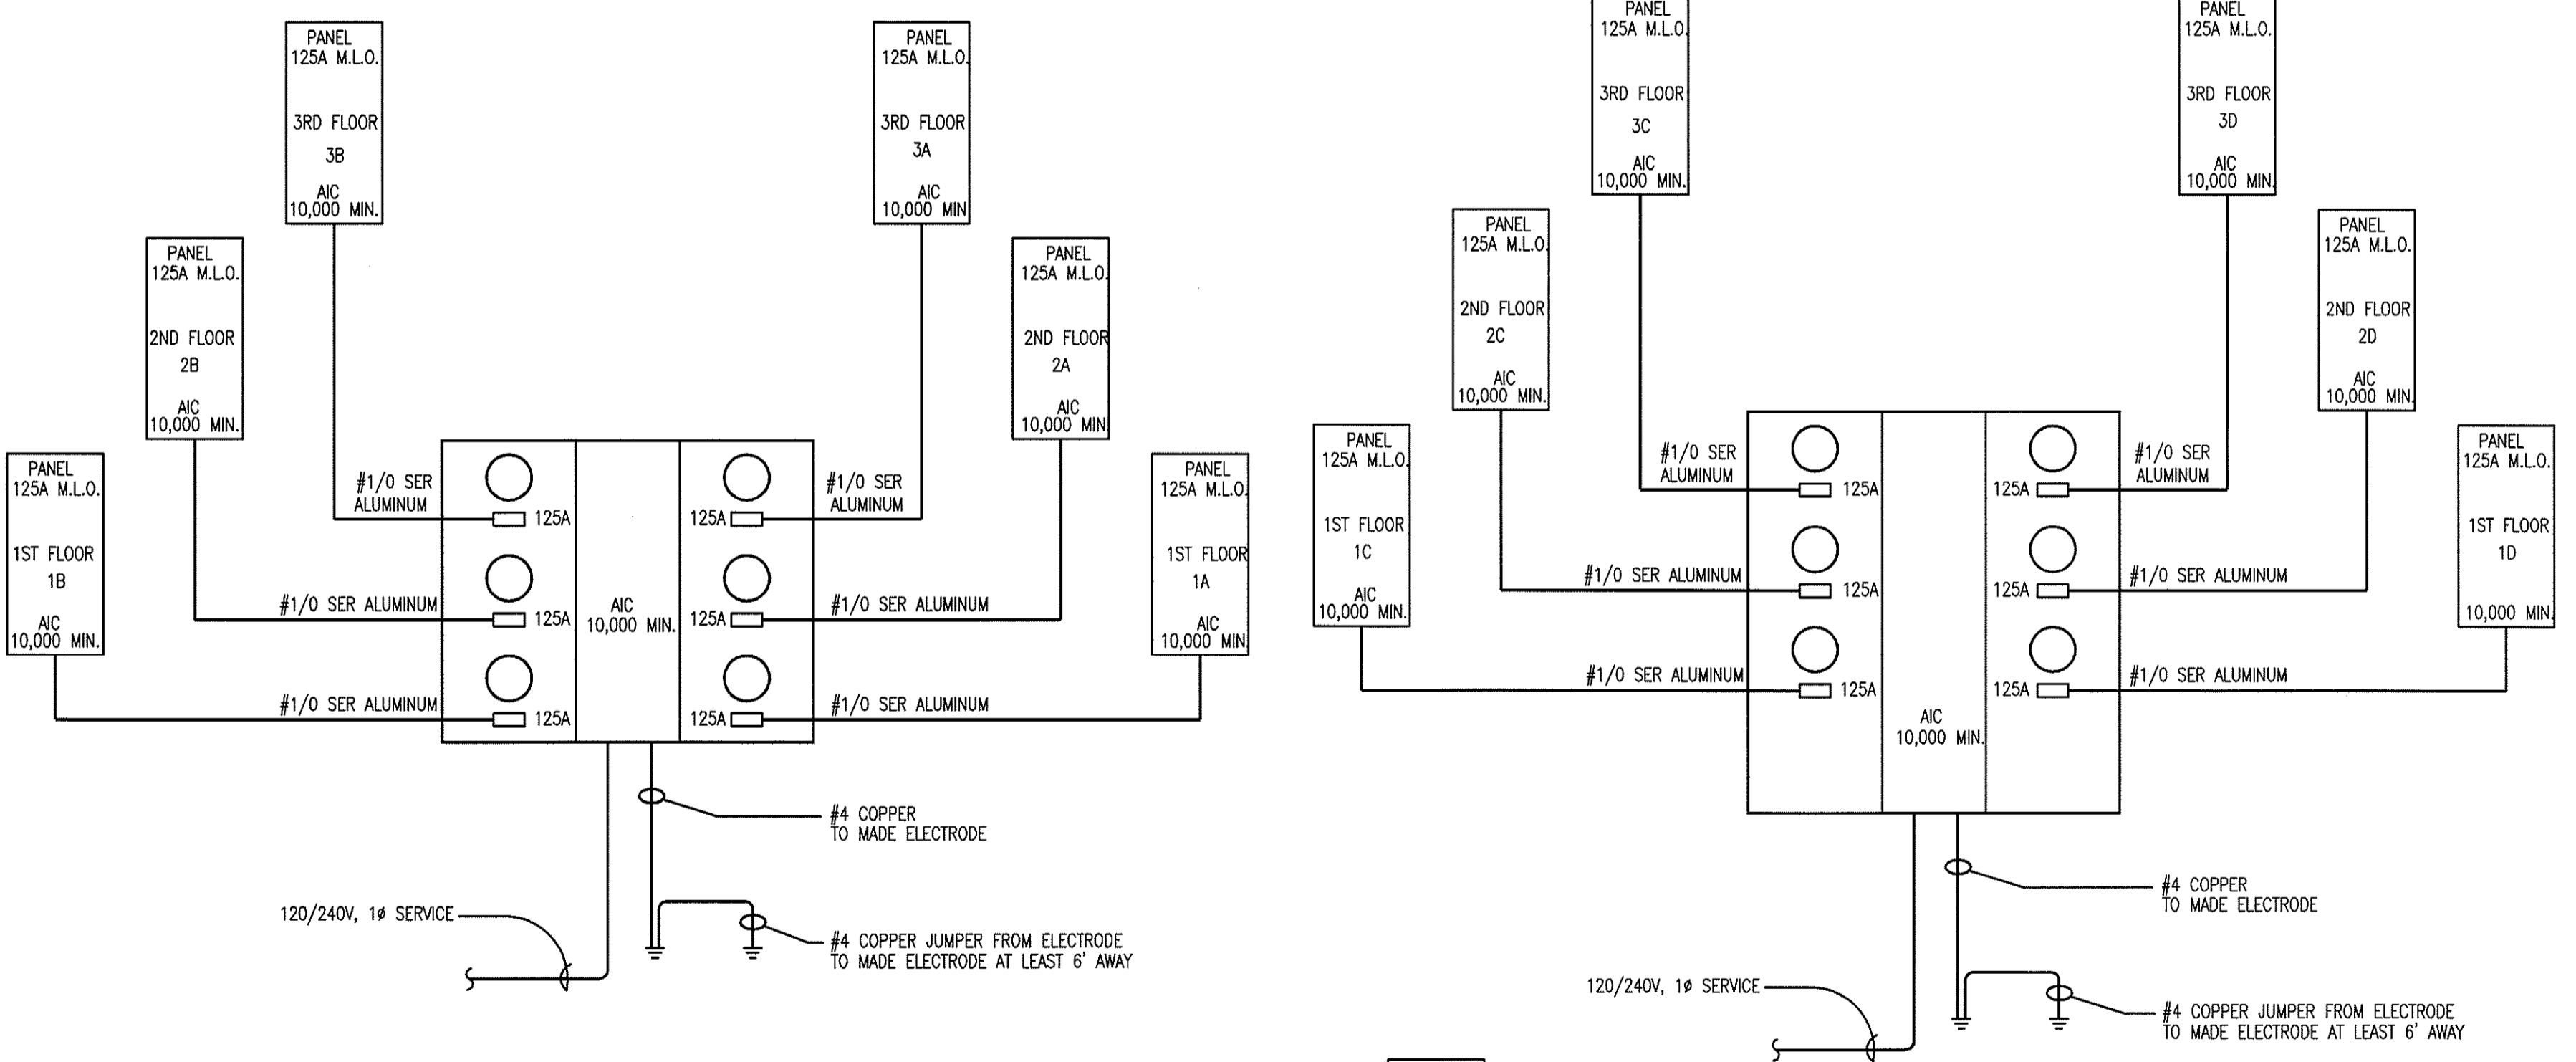 PANEL
125A M.L.O.
3RD FLOOR
3B
AIC
10,000 MIN.
PANEL
125A M.L.O.
3RD FLOOR
3A
AIC
10,000 MIN
PANEL
125A M.L.O.
2ND FLOOR
2B
AIC
10,000 MIN.
PANEL
125A M.L.O.
2ND FLOOR
2A
AIC
10,000 MIN.
PANEL
125A M.L.O.
1ST FLOOR
1B
AIC
10,000 MIN.
PANEL
125A M.L.O.
1ST FLOOR
1A
AIC
10,000 MIN
#1/0 SER
ALUMINUM
125A
125A
#1/0 SER
ALUMINUM
#1/0 SER ALUMINUM
125A
AIC
10,000 MIN.
125A
#1/0 SER ALUMINUM
#1/0 SER ALUMINUM
125A
125A
#1/0 SER ALUMINUM
#4 COPPER
TO MADE ELECTRODE
120/240V, 1ø SERVICE
#4 COPPER JUMPER FROM ELECTRODE
TO MADE ELECTRODE AT LEAST 6' AWAY
PANEL
125A M.L.O.
3RD FLOOR
3C
AIC
10,000 MIN.
PANEL
125A M.L.O.
3RD FLOOR
3D
AIC
10,000 MIN.
PANEL
125A M.L.O.
2ND FLOOR
2C
AIC
10,000 MIN.
PANEL
125A M.L.O.
2ND FLOOR
2D
AIC
10,000 MIN.
PANEL
125A M.L.O.
1ST FLOOR
1C
AIC
10,000 MIN.
PANEL
125A M.L.O.
1ST FLOOR
1D
10,000 MIN.
#1/0 SER
ALUMINUM
125A
125A
#1/0 SER
ALUMINUM
#1/0 SER ALUMINUM
125A
125A
#1/0 SER ALUMINUM
#1/0 SER ALUMINUM
125A
125A
#1/0 SER ALUMINUM
AIC
10,000 MIN.
#4 COPPER
TO MADE ELECTRODE
120/240V, 1ø SERVICE
#4 COPPER JUMPER FROM ELECTRODE
TO MADE ELECTRODE AT LEAST 6' AWAY